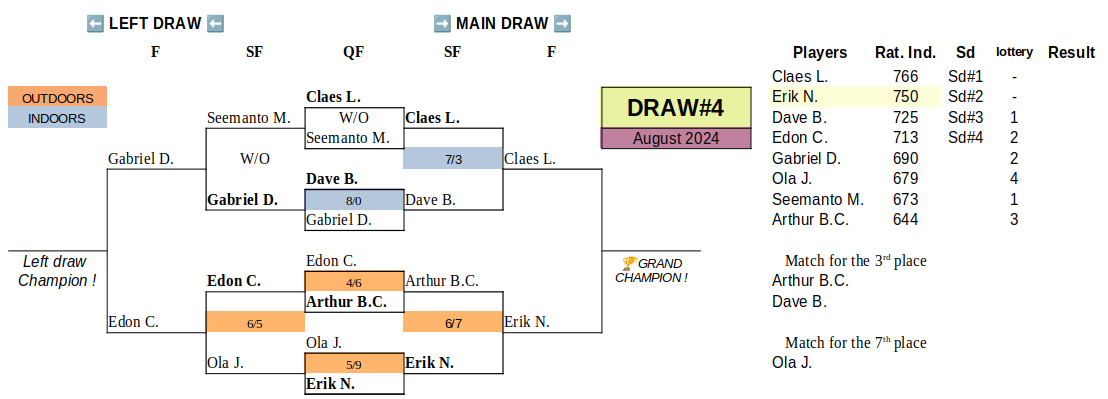 ⬅ LEFT DRAW ⬅ ➡ MAIN DRAW ➡
F SF QF SF F
Players Rat. Ind. Sd lottery Result
Claes L. 766 Sd#1 -
Erik N. 750 Sd#2 -
Dave B. 725 Sd#3 1
Edon C. 713 Sd#4 2
Gabriel D. 690 2
Ola J. 679 4
Seemanto M. 673 1
Arthur B.C. 644 3
Match for the 3rd place
Arthur B.C.
Dave B.
Match for the 7th place
Ola J.
OUTDOORS
INDOORS
DRAW#4
August 2024
Claes L.
W/O
Seemanto M.
Dave B.
8/0
Gabriel D.
Edon C.
4/6
Arthur B.C.
Ola J.
5/9
Erik N.
Claes L.
7/3
Dave B.
Arthur B.C.
6/7
Erik N.
Claes L.
Erik N.
🏆GRAND
CHAMPION !
Seemanto M.
W/O
Gabriel D.
Edon C.
6/5
Ola J.
Gabriel D.
Edon C.
Left draw
Champion !